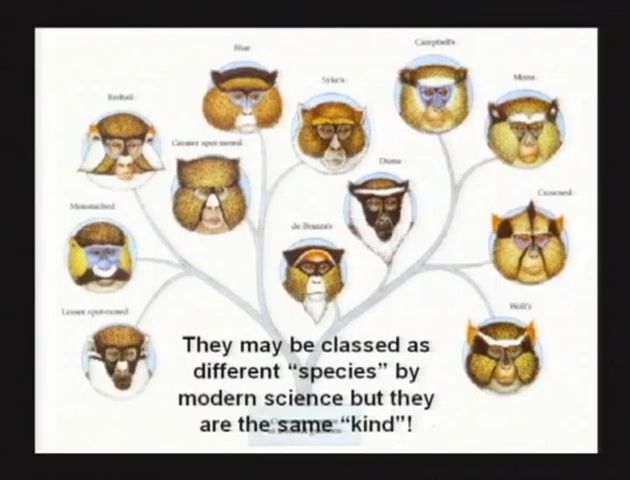 Blue
Campbell's
Syke's
Mona
Redtail
Greater spot-nosed
Diana
Crowned
Moustached
de Brazza's
Lesser spot-nosed
Wolf's
They may be classed as
different “species” by
modern science but they
are the same “kind”!